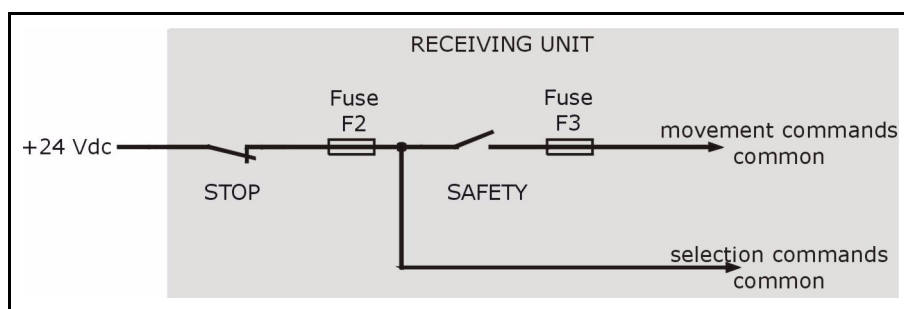 RECEIVING UNIT
Fuse
F2
Fuse
F3
+24 Vdc
movement commands
common
STOP
SAFETY
selection commands
common